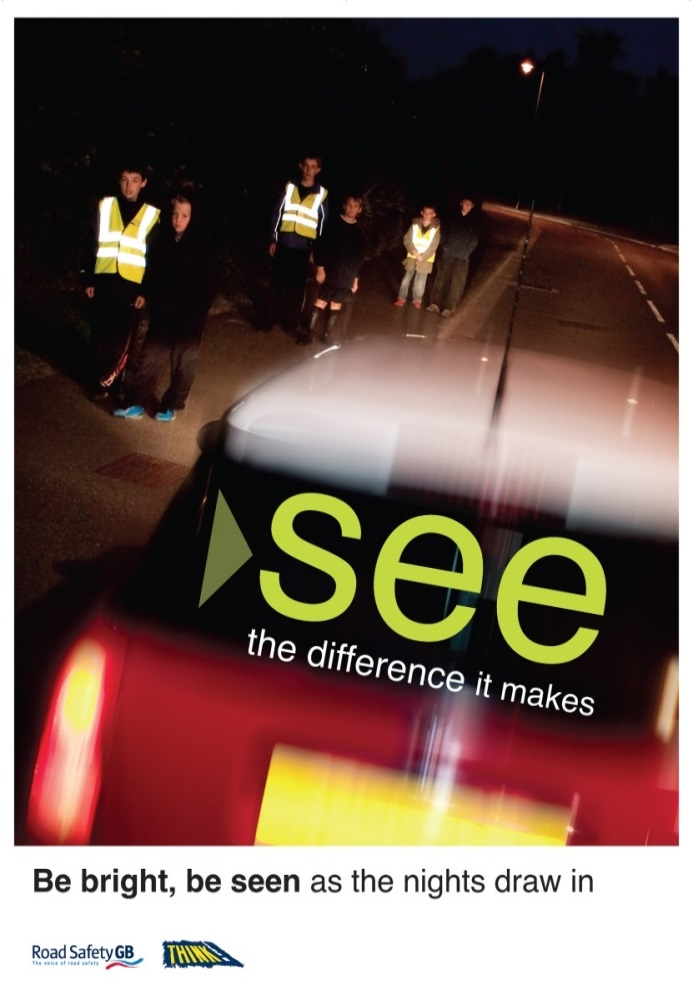 see
the difference it makes
Be bright, be seen as the nights draw in
Road Safety GB
The voice of road safety
THINK!